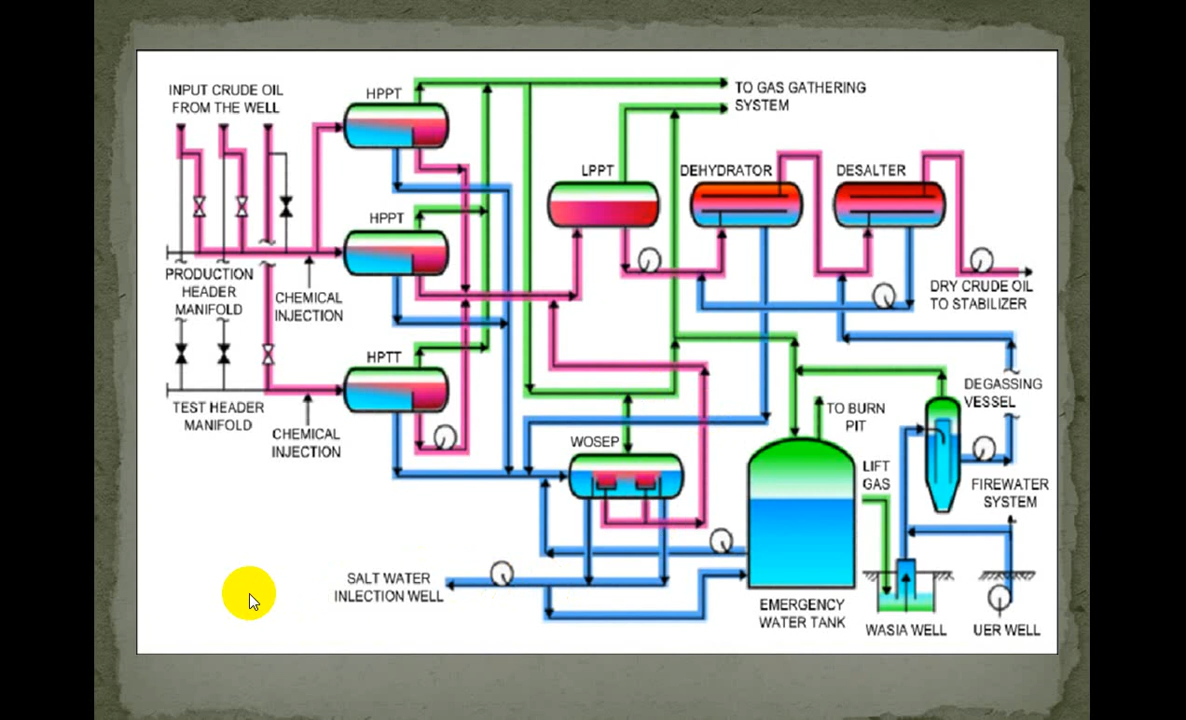 INPUT CRUDE OIL
FROM THE WELL
HPPT
TO GAS GATHERING
SYSTEM
LPPT
DEHYDRATOR
DESALTER
HPPT
PRODUCTION
HEADER
MANIFOLD
CHEMICAL
INJECTION
DRY CRUDE OIL
TO STABILIZER
HPTT
TEST HEADER
MANIFOLD
CHEMICAL
INJECTION
DEGASSING
VESSEL
TO BURN
PIT
WOSEP
LIFT
GAS
FIREWATER
SYSTEM
SALT WATER
INLECTION WELL
EMERGENCY
WATER TANK
WASIA WELL
UER WELL